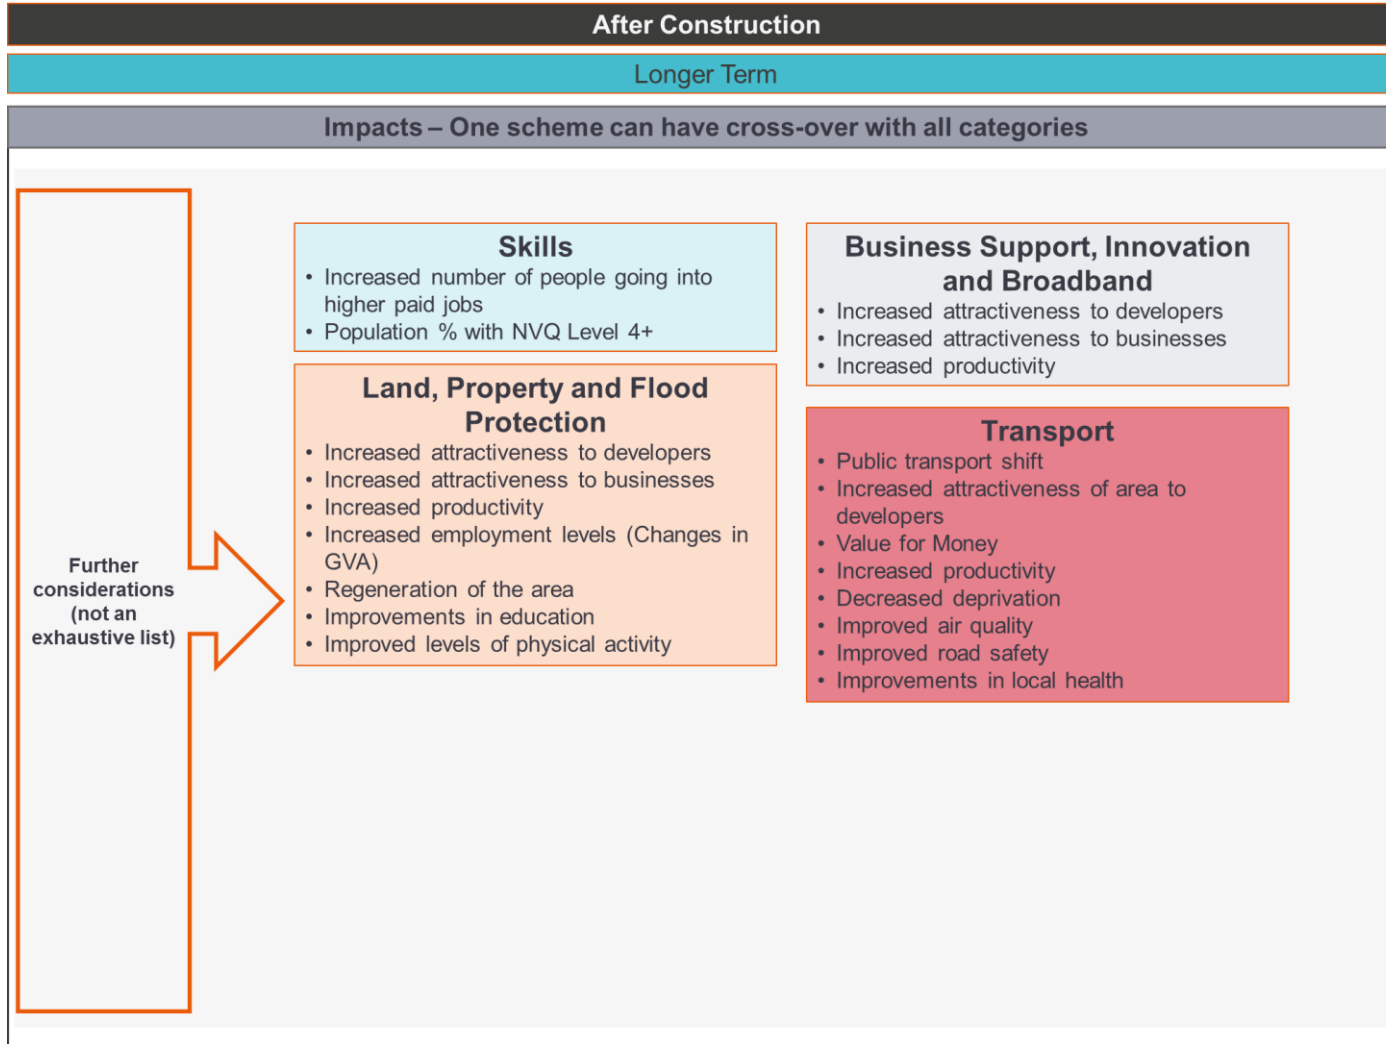 After Construction
Longer Term
Impacts – One scheme can have cross-over with all categories
Further
considerations
(not an
exhaustive list)
Skills
• Increased number of people going into
higher paid jobs
• Population % with NVQ Level 4+
Land, Property and Flood
Protection
• Increased attractiveness to developers
• Increased attractiveness to businesses
• Increased productivity
• Increased employment levels (Changes in
GVA)
• Regeneration of the area
• Improvements in education
• Improved levels of physical activity
Business Support, Innovation
and Broadband
• Increased attractiveness to developers
• Increased attractiveness to businesses
• Increased productivity
Transport
• Public transport shift
• Increased attractiveness of area to
developers
• Value for Money
• Increased productivity
• Decreased deprivation
• Improved air quality
• Improved road safety
• Improvements in local health